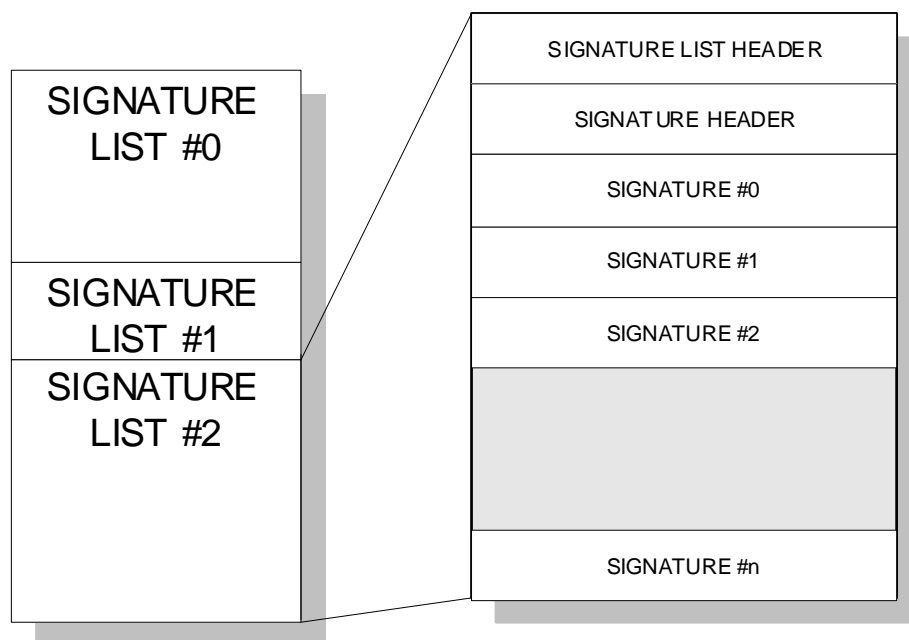 SIGNATURE
LIST #0
SIGNATURE
LIST #1
SIGNATURE
LIST #2
SIGNATURE LIST HEADER
SIGNATURE HEADER
SIGNATURE #0
SIGNATURE #1
SIGNATURE #2
SIGNATURE #n